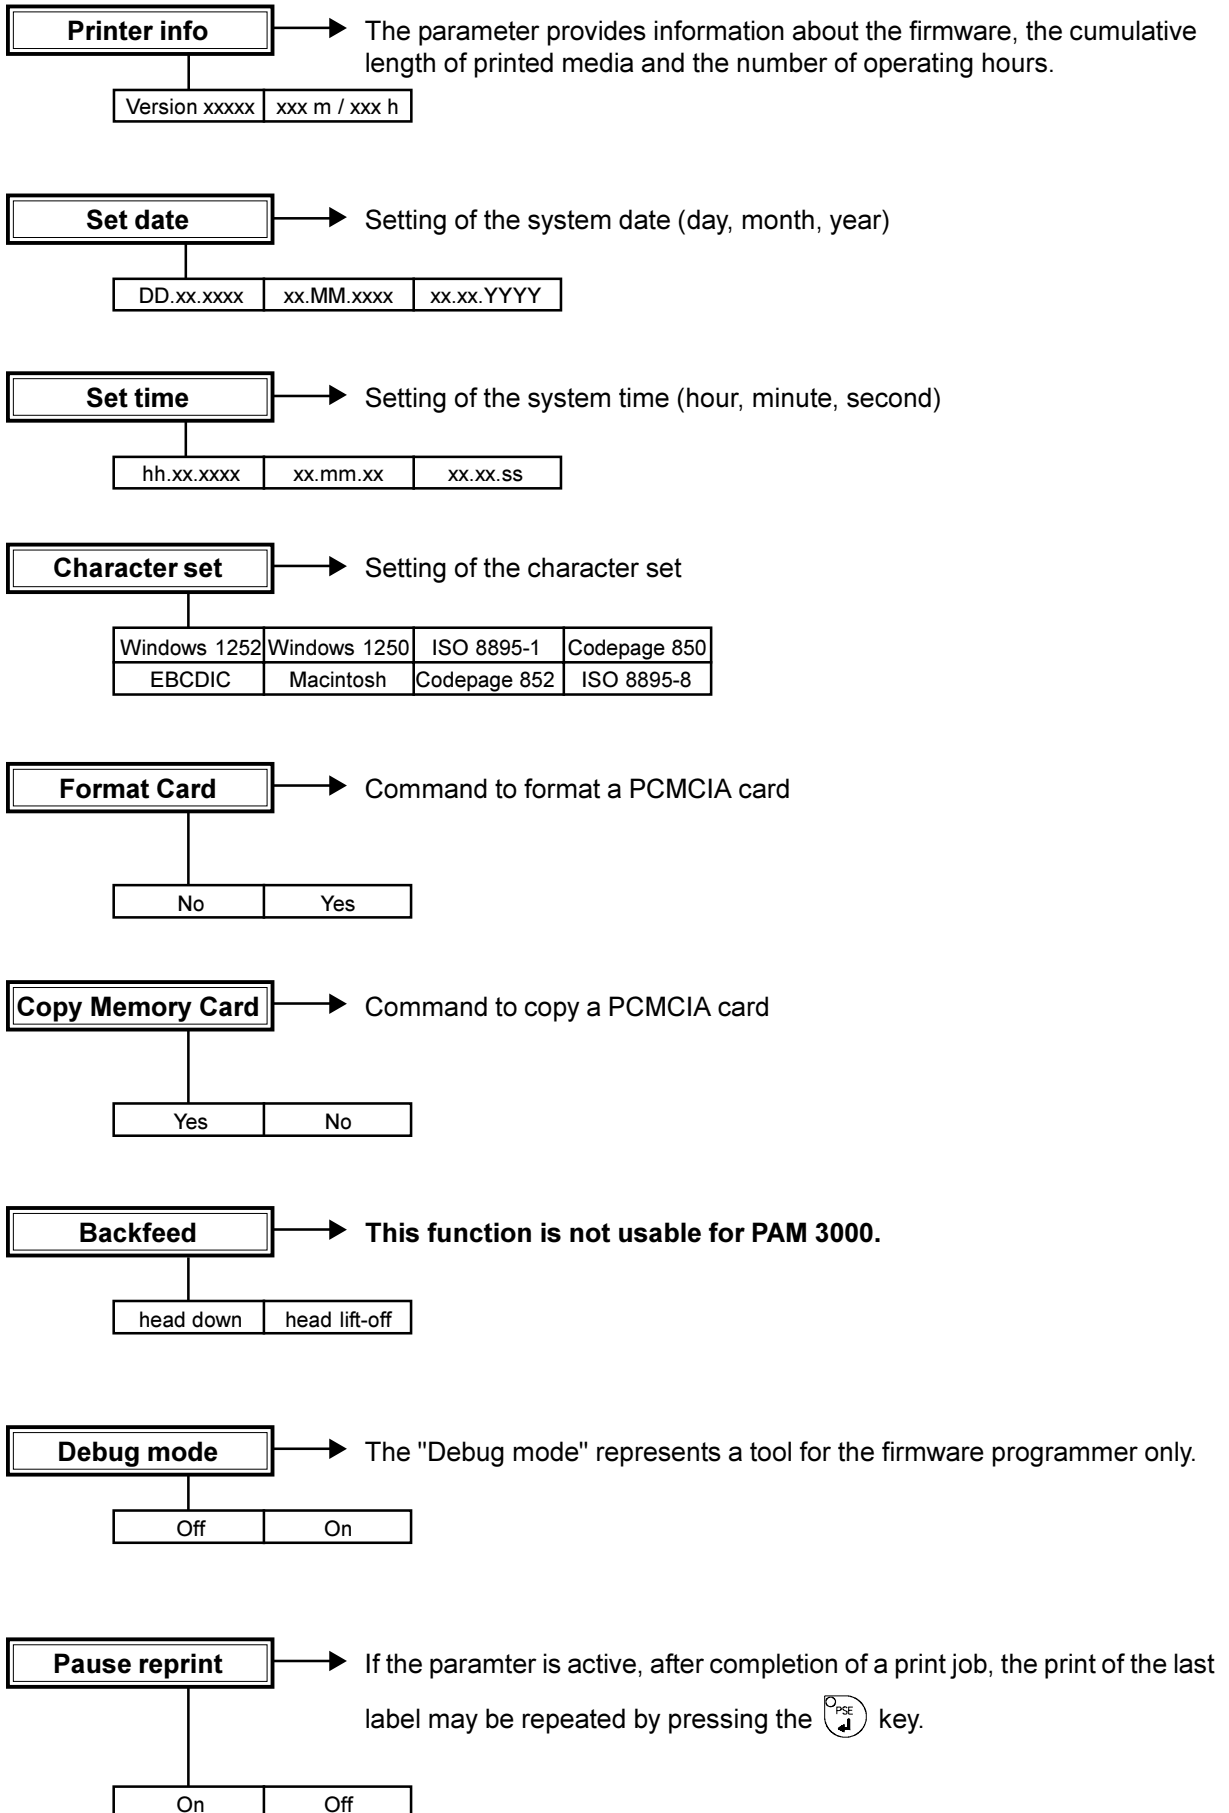 Printer info
The parameter provides information about the firmware, the cumulative
length of printed media and the number of operating hours.
Version xxxxx xxx m / xxx h
Set date
Setting of the system date (day, month, year)
DD.xx.xxxx xx.MM.xxxx xx.xx.YYYY
Set time
Setting of the system time (hour, minute, second)
hh.xx.xxxx xx.mm.xx xx.xx.ss
Character set
Setting of the character set
Windows 1252 Windows 1250 ISO 8895-1 Codepage 850
EBCDIC Macintosh Codepage 852 ISO 8895-8
Format Card
Command to format a PCMCIA card
No Yes
Copy Memory Card
Command to copy a PCMCIA card
Yes No
Backfeed
This function is not usable for PAM 3000.
head down head lift-off
Debug mode
The "Debug mode" represents a tool for the firmware programmer only.
Off On
Pause reprint
If the paramter is active, after completion of a print job, the print of the last
label may be repeated by pressing the PSE key.
On Off